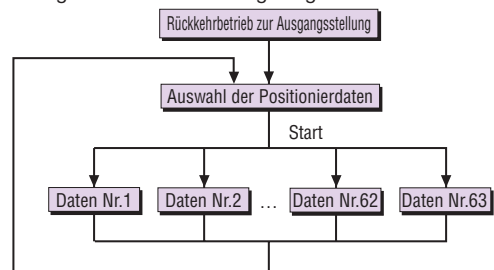 Rückkehrbetrieb zur Ausgangsstellung
Auswahl der Positionierdaten
Start
Daten Nr.1 Daten Nr.2 ... Daten Nr.62 Daten Nr.63